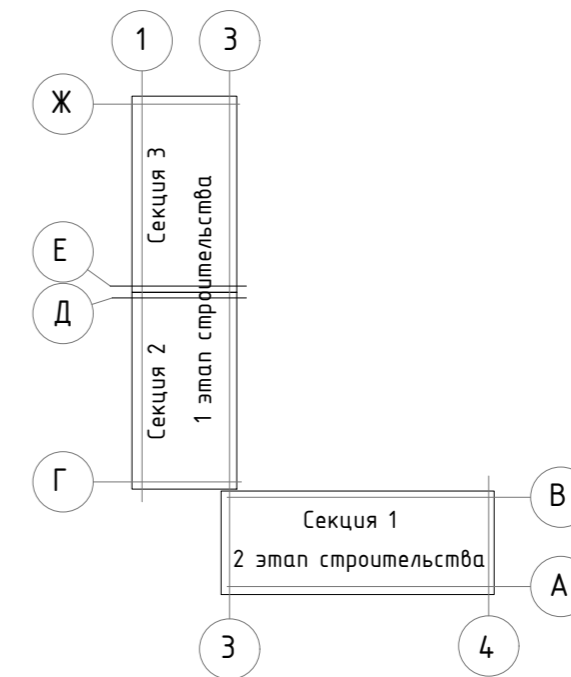 1
3
Ж
Секция 3
1 этап строительства
Е
Д
Секция 2
Г
В
Секция 1
2 этап строительства
А
3
4